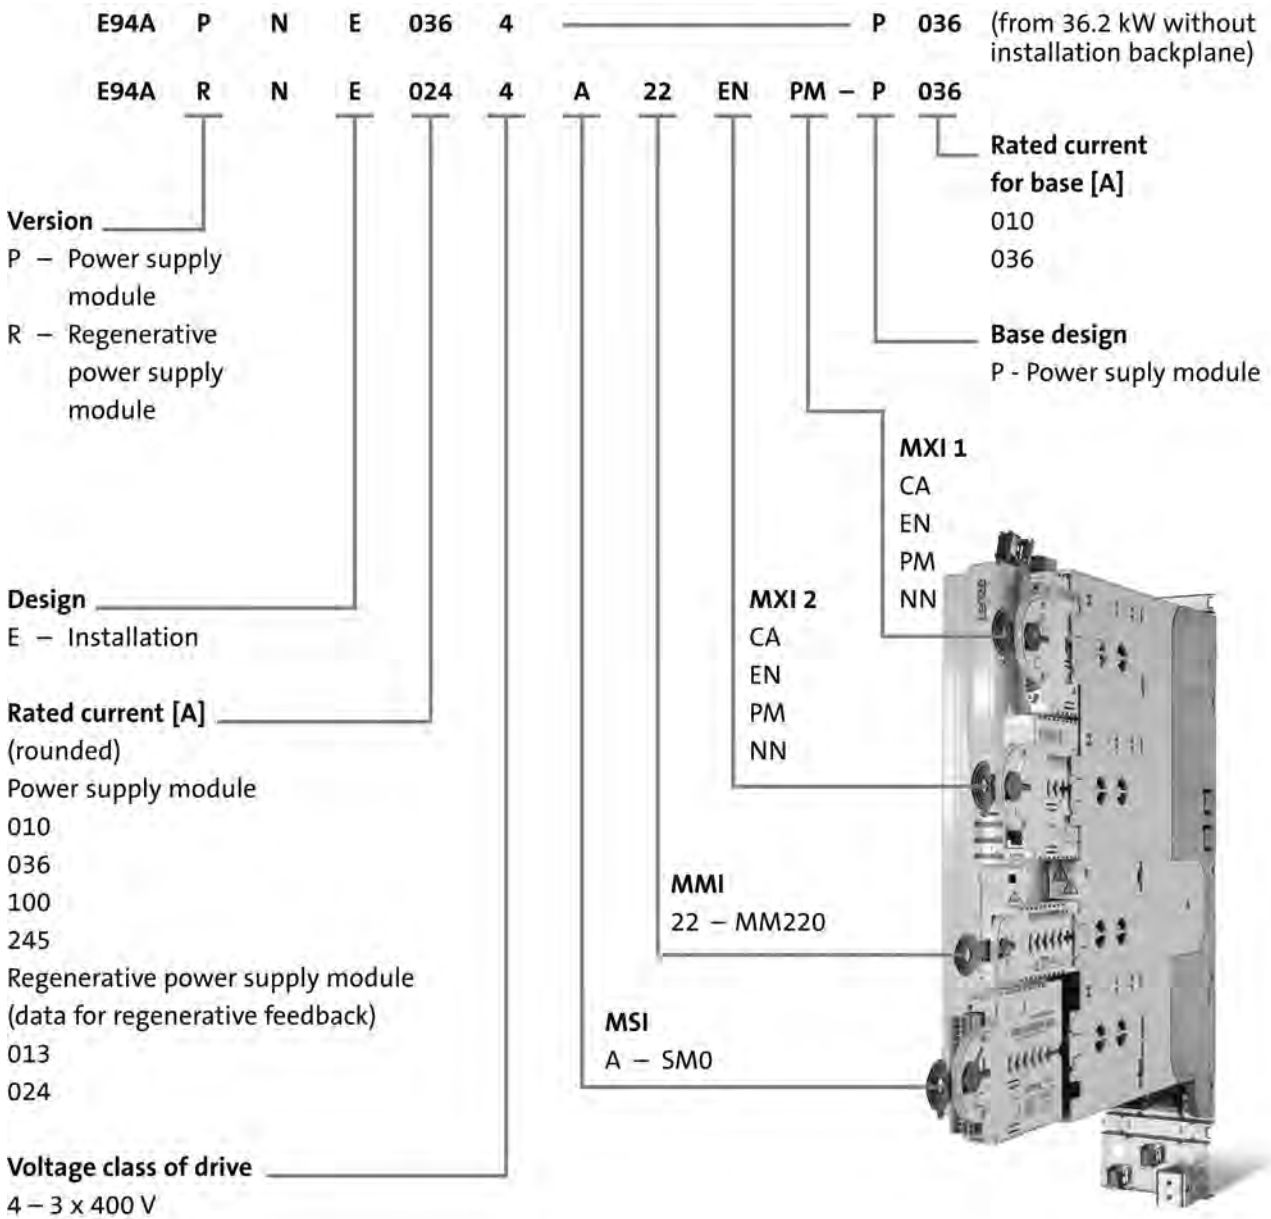 E94A P N E 036 4 P 036 (from 36.2 kW without
installation backplane)
E94A R N E 024 4 A 22 EN PM – P 036
Rated current
for base [A]
010
036
Version
P – Power supply
module
R – Regenerative
power supply
module
Base design
P - Power suply module
MXI 1
CA
EN
PM
NN
Design
E – Installation
MXI 2
CA
EN
PM
NN
Lenze
Rated current [A]
(rounded)
Power supply module
010
036
100
245
Regenerative power supply module
(data for regenerative feedback)
013
024
MMI
22 – MM220
MSI
A – SM0
Voltage class of drive
4 – 3 x 400 V